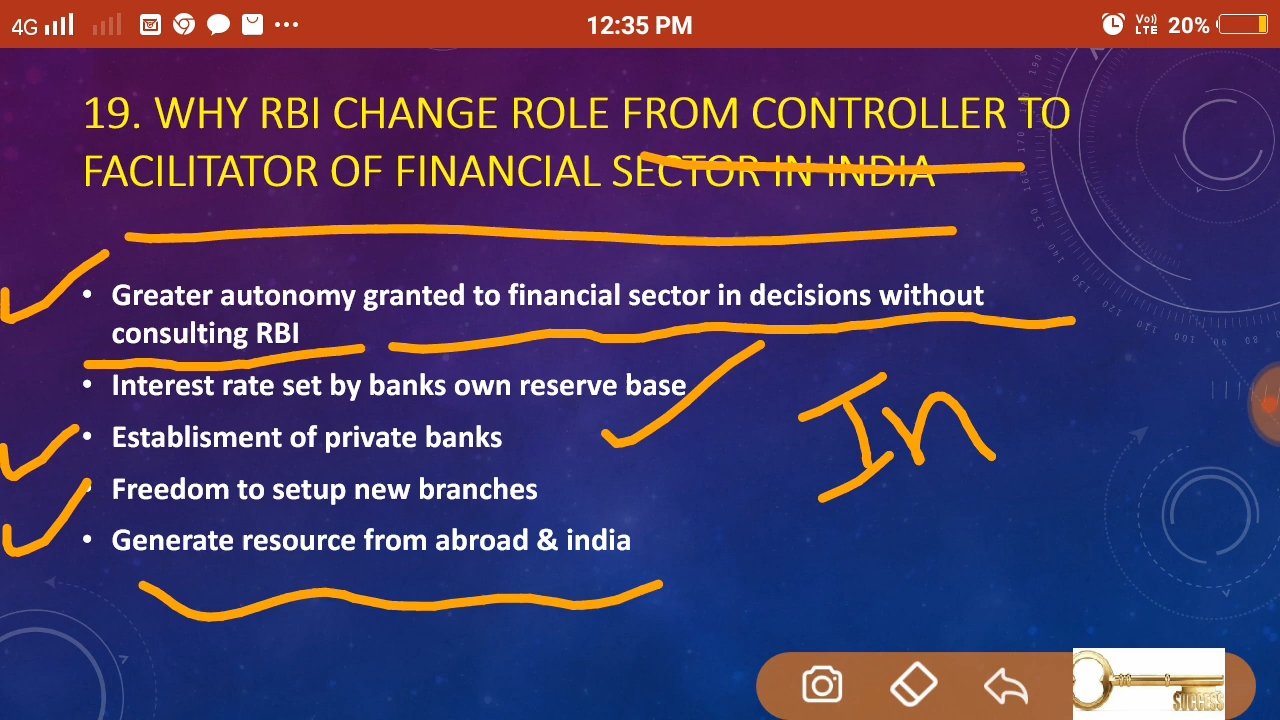 4G 12:35 PM Vo)) LTE 20%
19. WHY RBI CHANGE ROLE FROM CONTROLLER TO
FACILITATOR OF FINANCIAL SECTOR IN INDIA
• Greater autonomy granted to financial sector in decisions without
consulting RBI
• Interest rate set by banks own reserve base
• Establisment of private banks
• Freedom to setup new branches
• Generate resource from abroad & india
In
SUCCESS